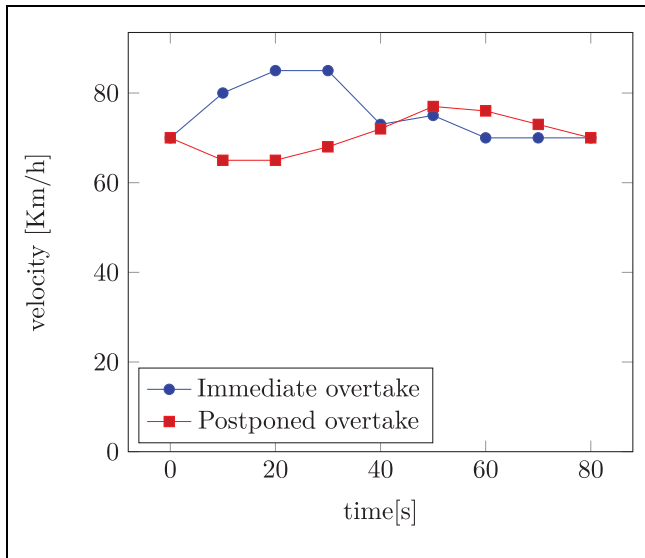 80
60
40
20
0
velocity [Km/h]
Immediate overtake
Postponed overtake
0 20 40 60 80
time[s]